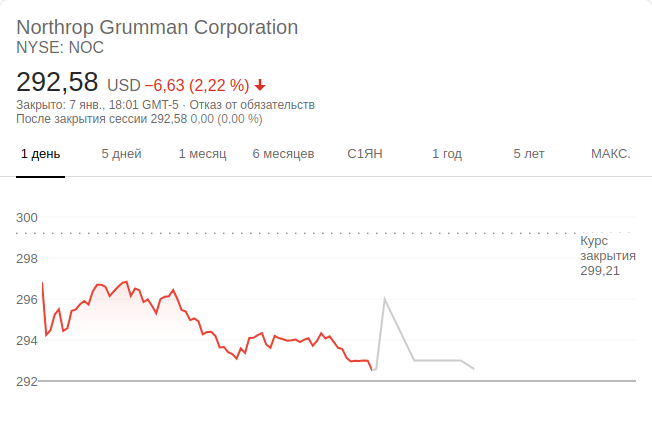 Northrop Grumman Corporation
NYSE: NOC
292,58 USD −6,63 (2,22 %)
Закрыто: 7 янв., 18:01 GMT-5 · Отказ от обязательств
После закрытия сессии 292,58 0,00 (0,00 %)
1 день 5 дней 1 месяц 6 месяцев С1ЯН 1 год 5 лет МАКС.
300
Курс
закрытия
299,21
298
296
294
292